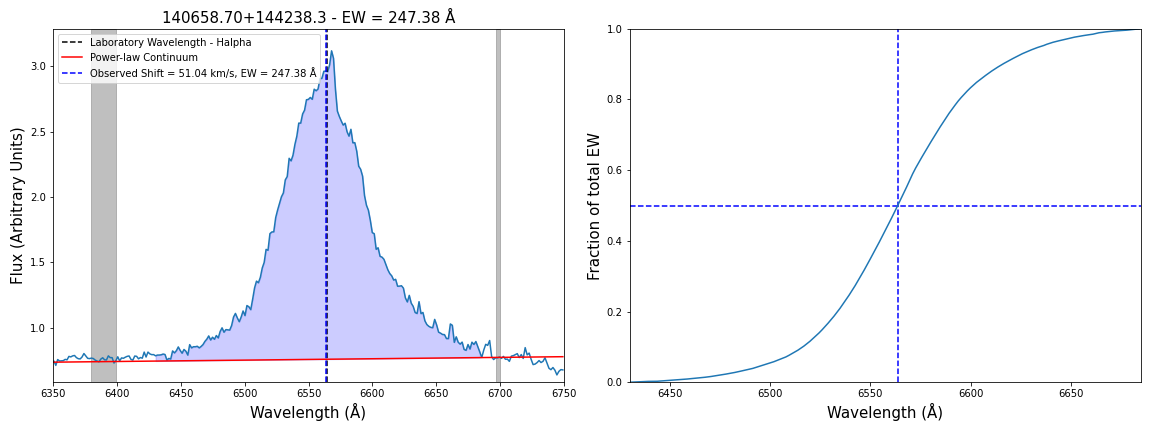 140658.70+144238.3 - EW = 247.38 Å
Laboratory Wavelength - Halpha
Power-law Continuum
Observed Shift = 51.04 km/s, EW = 247.38 Å
Flux (Arbitrary Units)
3.0
2.5
2.0
1.5
1.0
6350 6400 6450 6500 6550 6600 6650 6700 6750
Wavelength (Å)
Fraction of total EW
1.0
0.8
0.6
0.4
0.2
0.0
6450 6500 6550 6600 6650
Wavelength (Å)